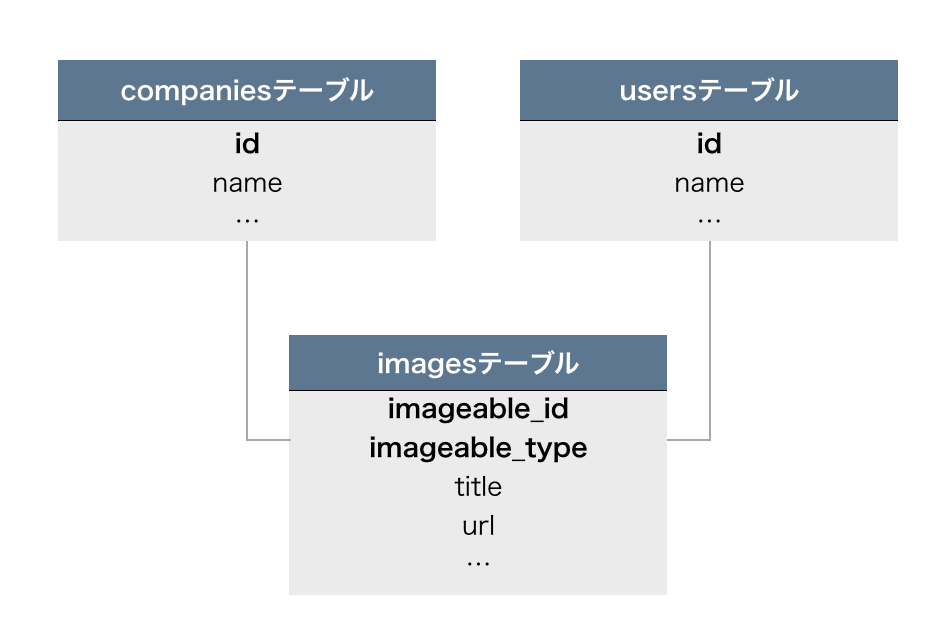 companiesテーブル
id
name
…
usersテーブル
id
name
…
imagesテーブル
imageable_id
imageable_type
title
url
…